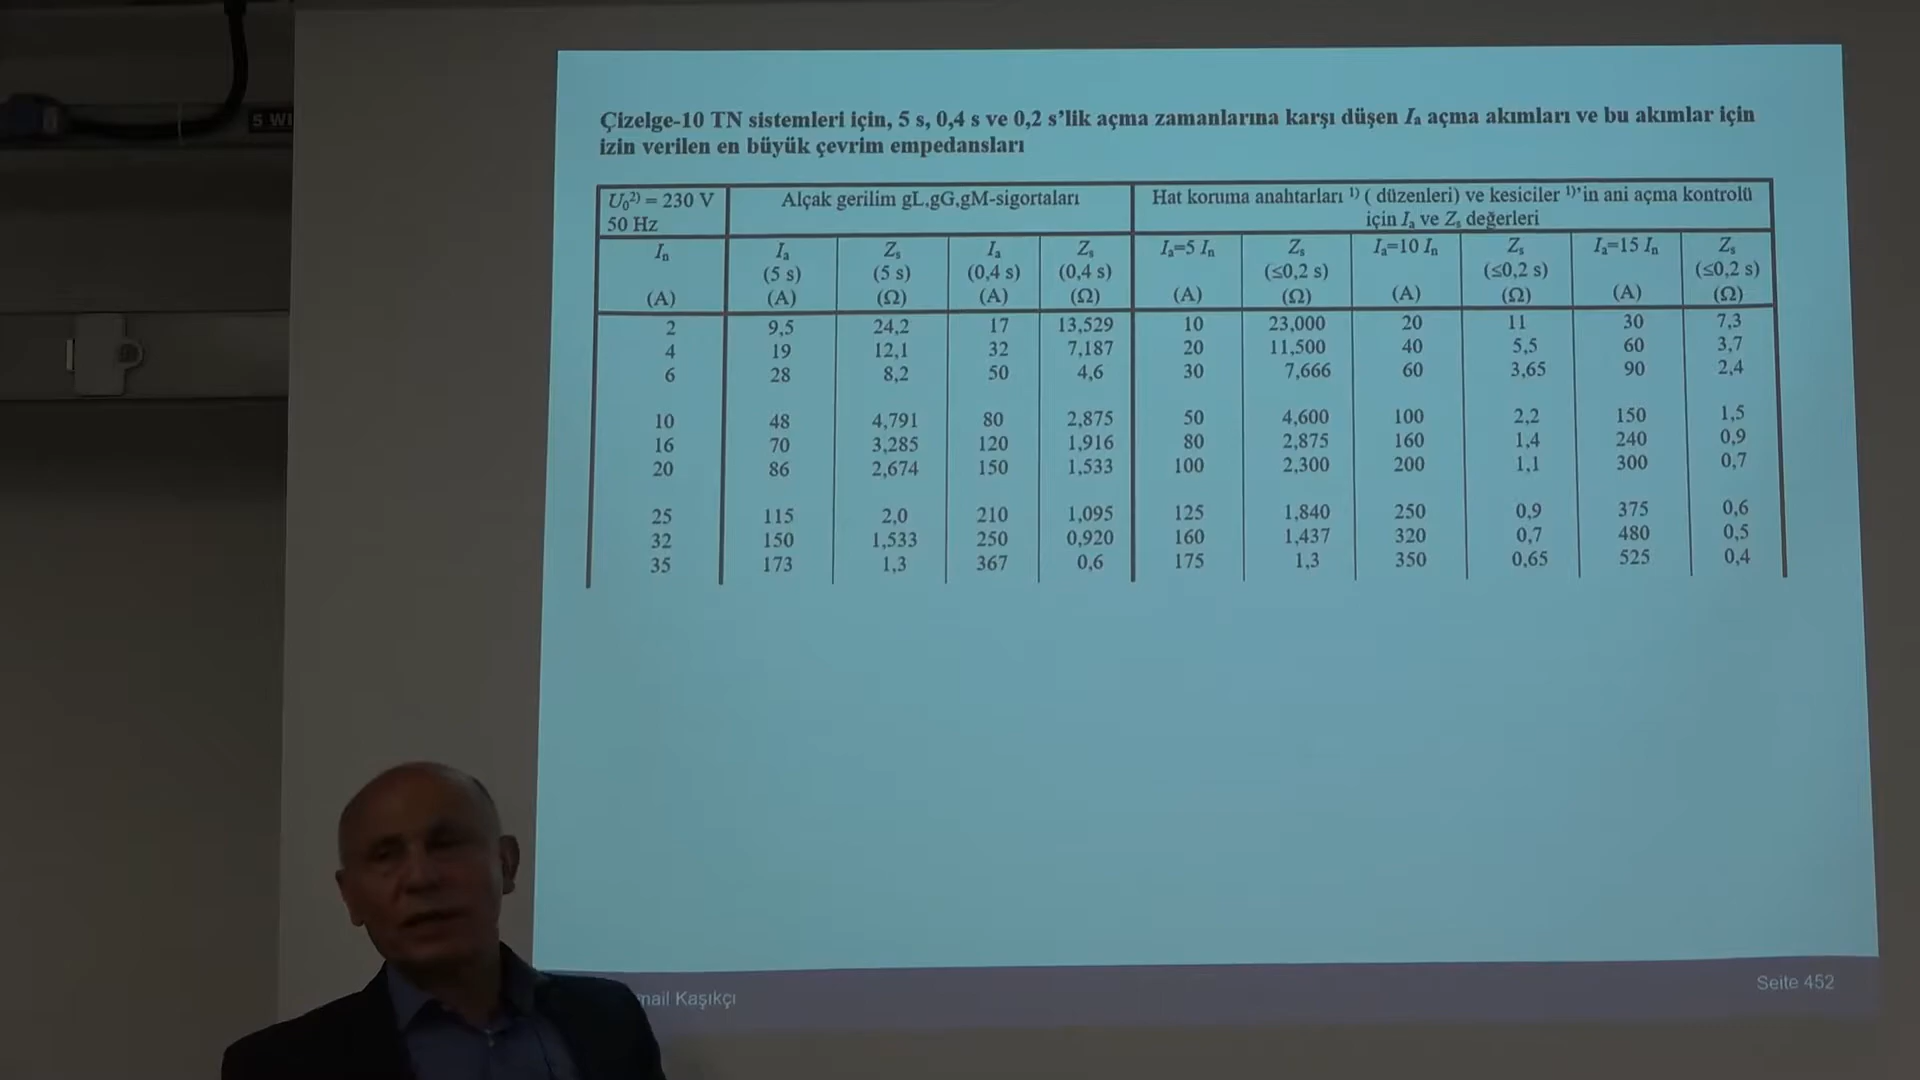 5 WI
Çizelge-10 TN sistemleri için, 5 s, 0,4 s ve 0,2 s’lik açma zamanlarına karşı düşen Iₐ açma akımları ve bu akımlar için
izin verilen en büyük çevrim empedansları
U₀²⁾ = 230 V
50 Hz
Alçak gerilim gL,gG,gM-sigortaları
Hat koruma anahtarları ¹⁾ ( düzenleri) ve kesiciler ¹⁾’in ani açma kontrolü
için Iₐ ve Zₛ değerleri
Iₙ Iₐ Zₛ Iₐ Zₛ Iₐ=5 Iₙ Zₛ Iₐ=10 Iₙ Zₛ Iₐ=15 Iₙ Zₛ
(5 s) (5 s) (0,4 s) (0,4 s) (≤0,2 s) (≤0,2 s) (≤0,2 s)
(A) (A) (Ω) (A) (Ω) (A) (Ω) (A) (Ω) (A) (Ω)
2 9,5 24,2 17 13,529 10 23,000 20 11 30 7,3
4 19 12,1 32 7,187 20 11,500 40 5,5 60 3,7
6 28 8,2 50 4,6 30 7,666 60 3,65 90 2,4
10 48 4,791 80 2,875 50 4,600 100 2,2 150 1,5
16 70 3,285 120 1,916 80 2,875 160 1,4 240 0,9
20 86 2,674 150 1,533 100 2,300 200 1,1 300 0,7
25 115 2,0 210 1,095 125 1,840 250 0,9 375 0,6
32 150 1,533 250 0,920 160 1,437 320 0,7 480 0,5
35 173 1,3 367 0,6 175 1,3 350 0,65 525 0,4
mail Kaşıkçı
Seite 452